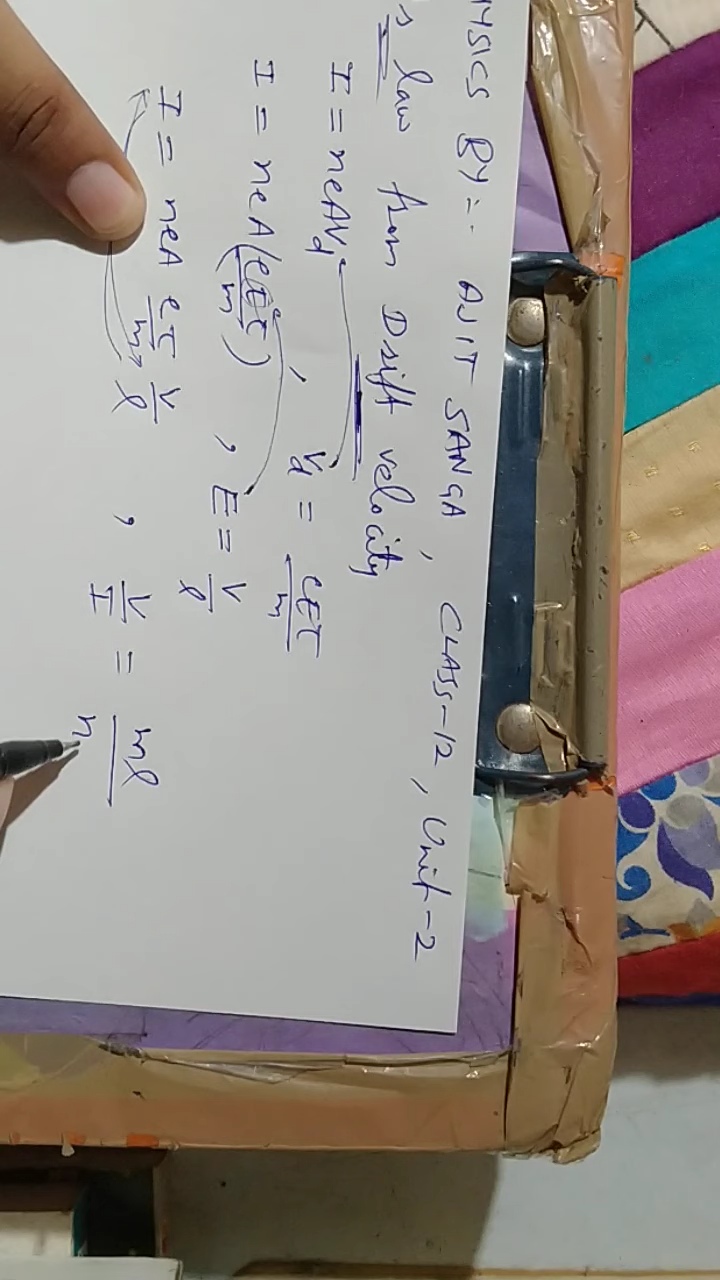 YSICS BY:- AJIT SANGA, CLASS-12, Unit-2
s law from Drift velocity
I = neAVd , Vd = eEτ/m
I = neA(eEτ/m) , E = V/l
I = neA eτ/m V/l , V/I = ml/n